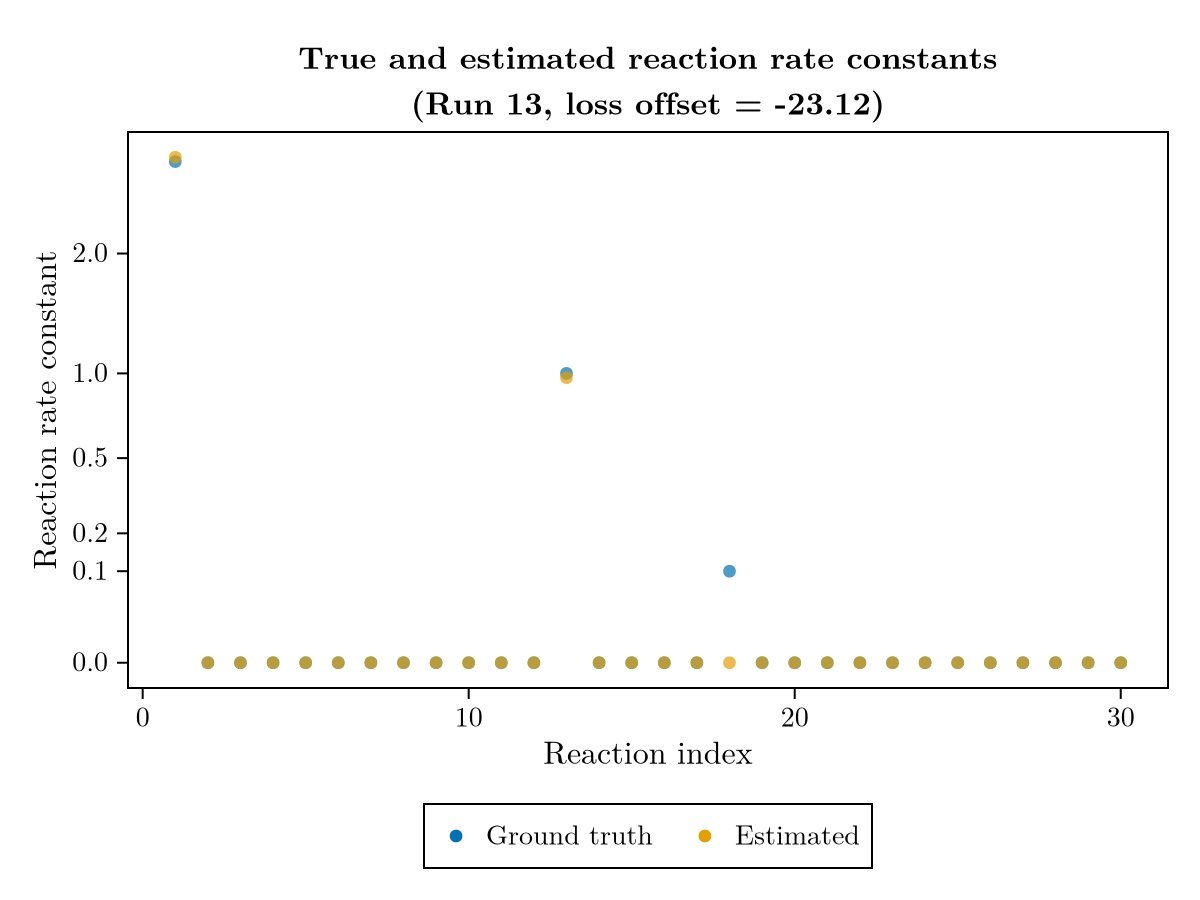 True and estimated reaction rate constants
(Run 13, loss offset = -23.12)
Reaction rate constant
2.0
1.0
0.5
0.2
0.1
0.0
0 10 20 30
Reaction index
Ground truth Estimated